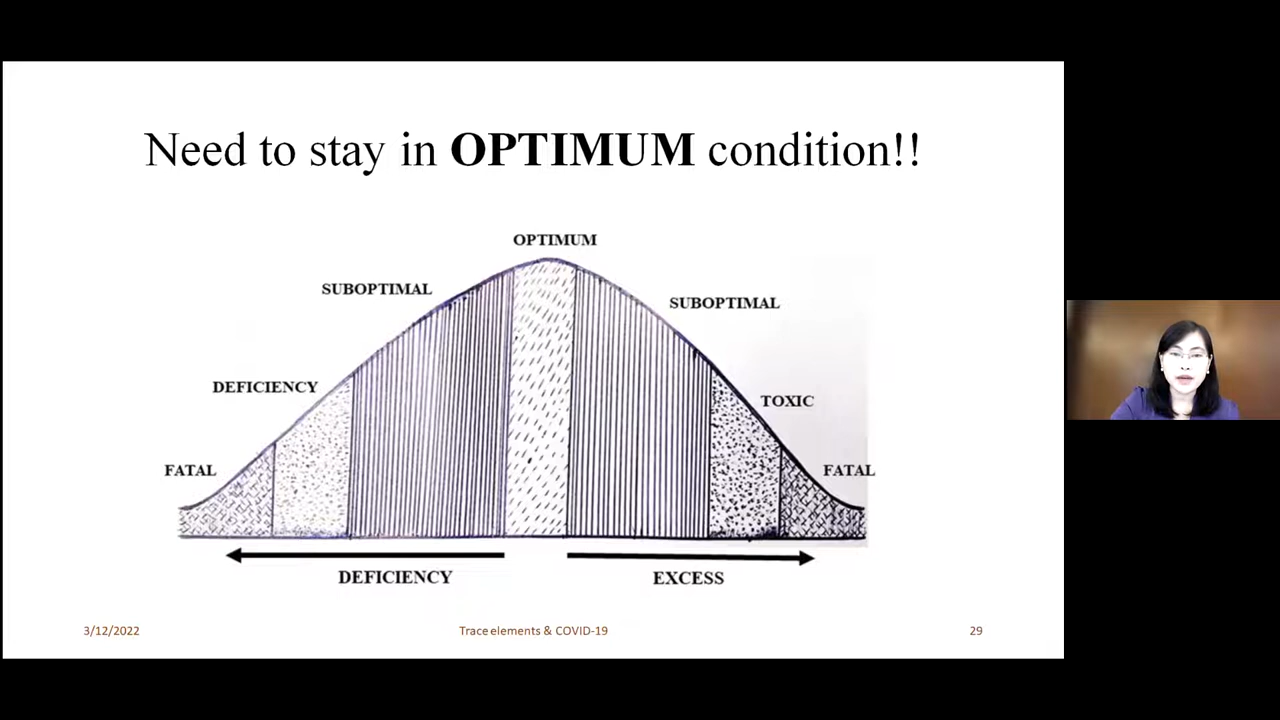 Need to stay in OPTIMUM condition!!
OPTIMUM
SUBOPTIMAL
SUBOPTIMAL
DEFICIENCY
TOXIC
FATAL
FATAL
DEFICIENCY
EXCESS
3/12/2022
Trace elements & COVID-19
29